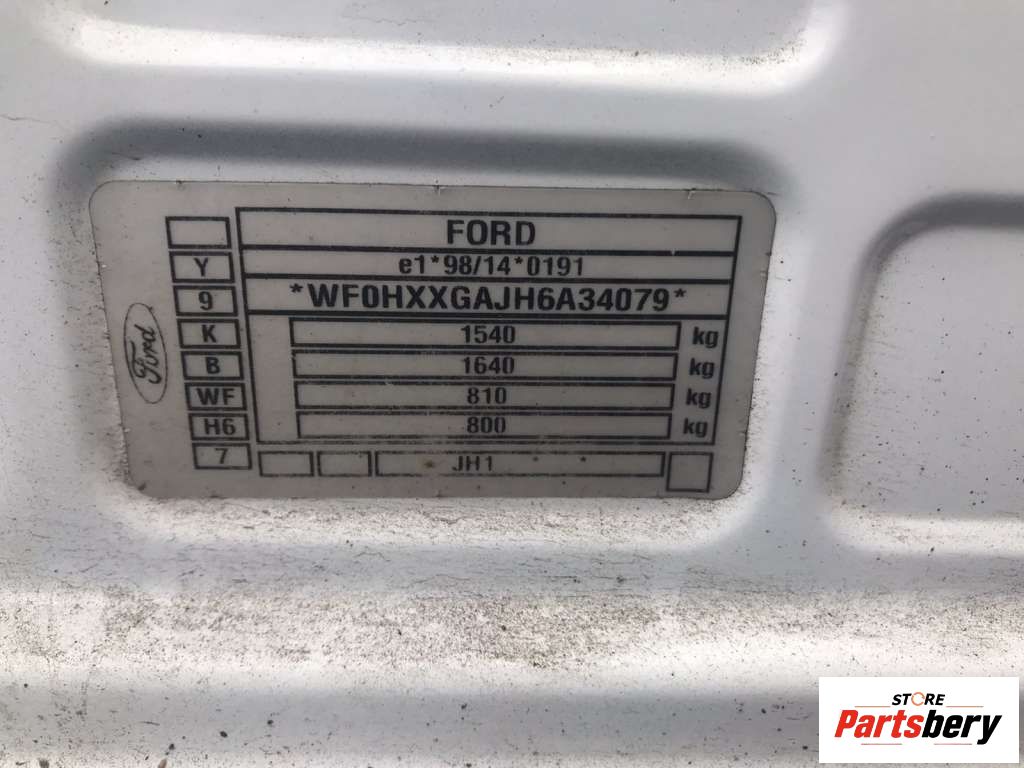 FORD
Y
e1*98/14*0191
9
*WF0HXXGAJH6A34079*
K
1540 kg
B
1640 kg
WF
810 kg
H6
800 kg
7
JH1 * *
Ford
STORE
Partsbery